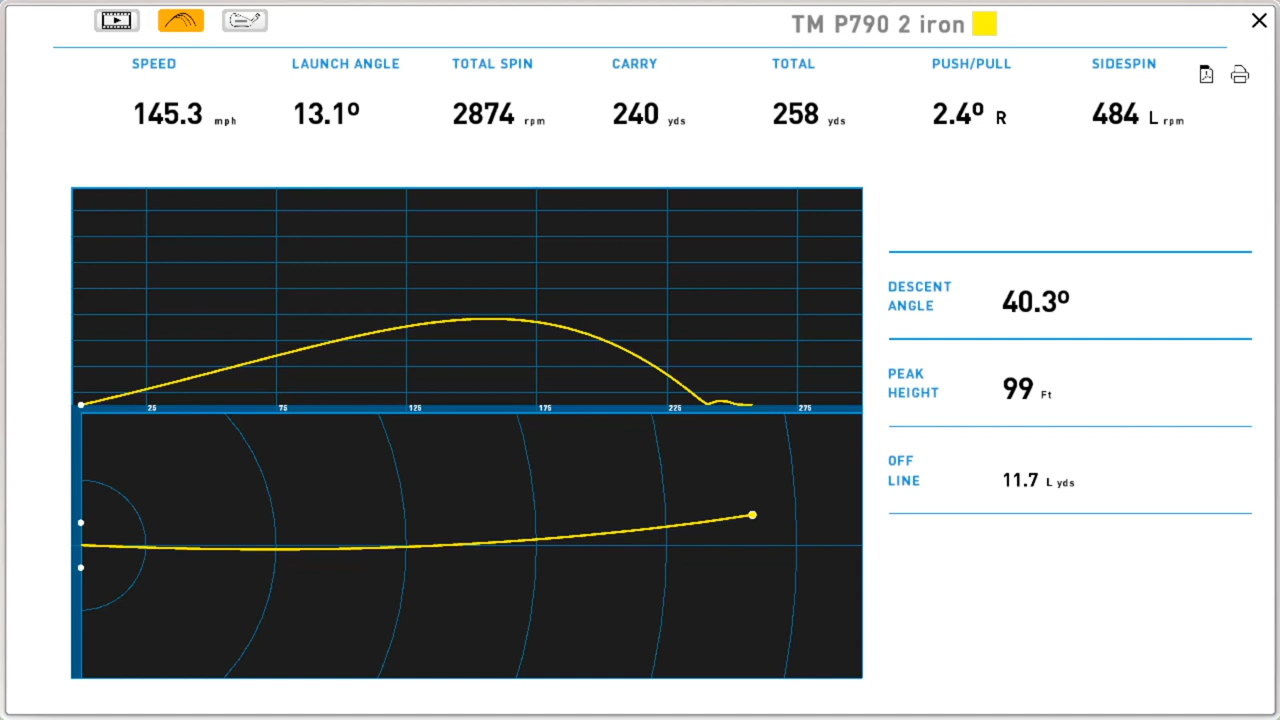 TM P790 2 iron
SPEED LAUNCH ANGLE TOTAL SPIN CARRY TOTAL PUSH/PULL SIDESPIN
145.3 mph 13.1º 2874 rpm 240 yds 258 yds 2.4º R 484 L rpm
25 75 125 175 225 275
DESCENT
ANGLE
40.3º
PEAK
HEIGHT
99 Ft
OFF
LINE
11.7 L yds